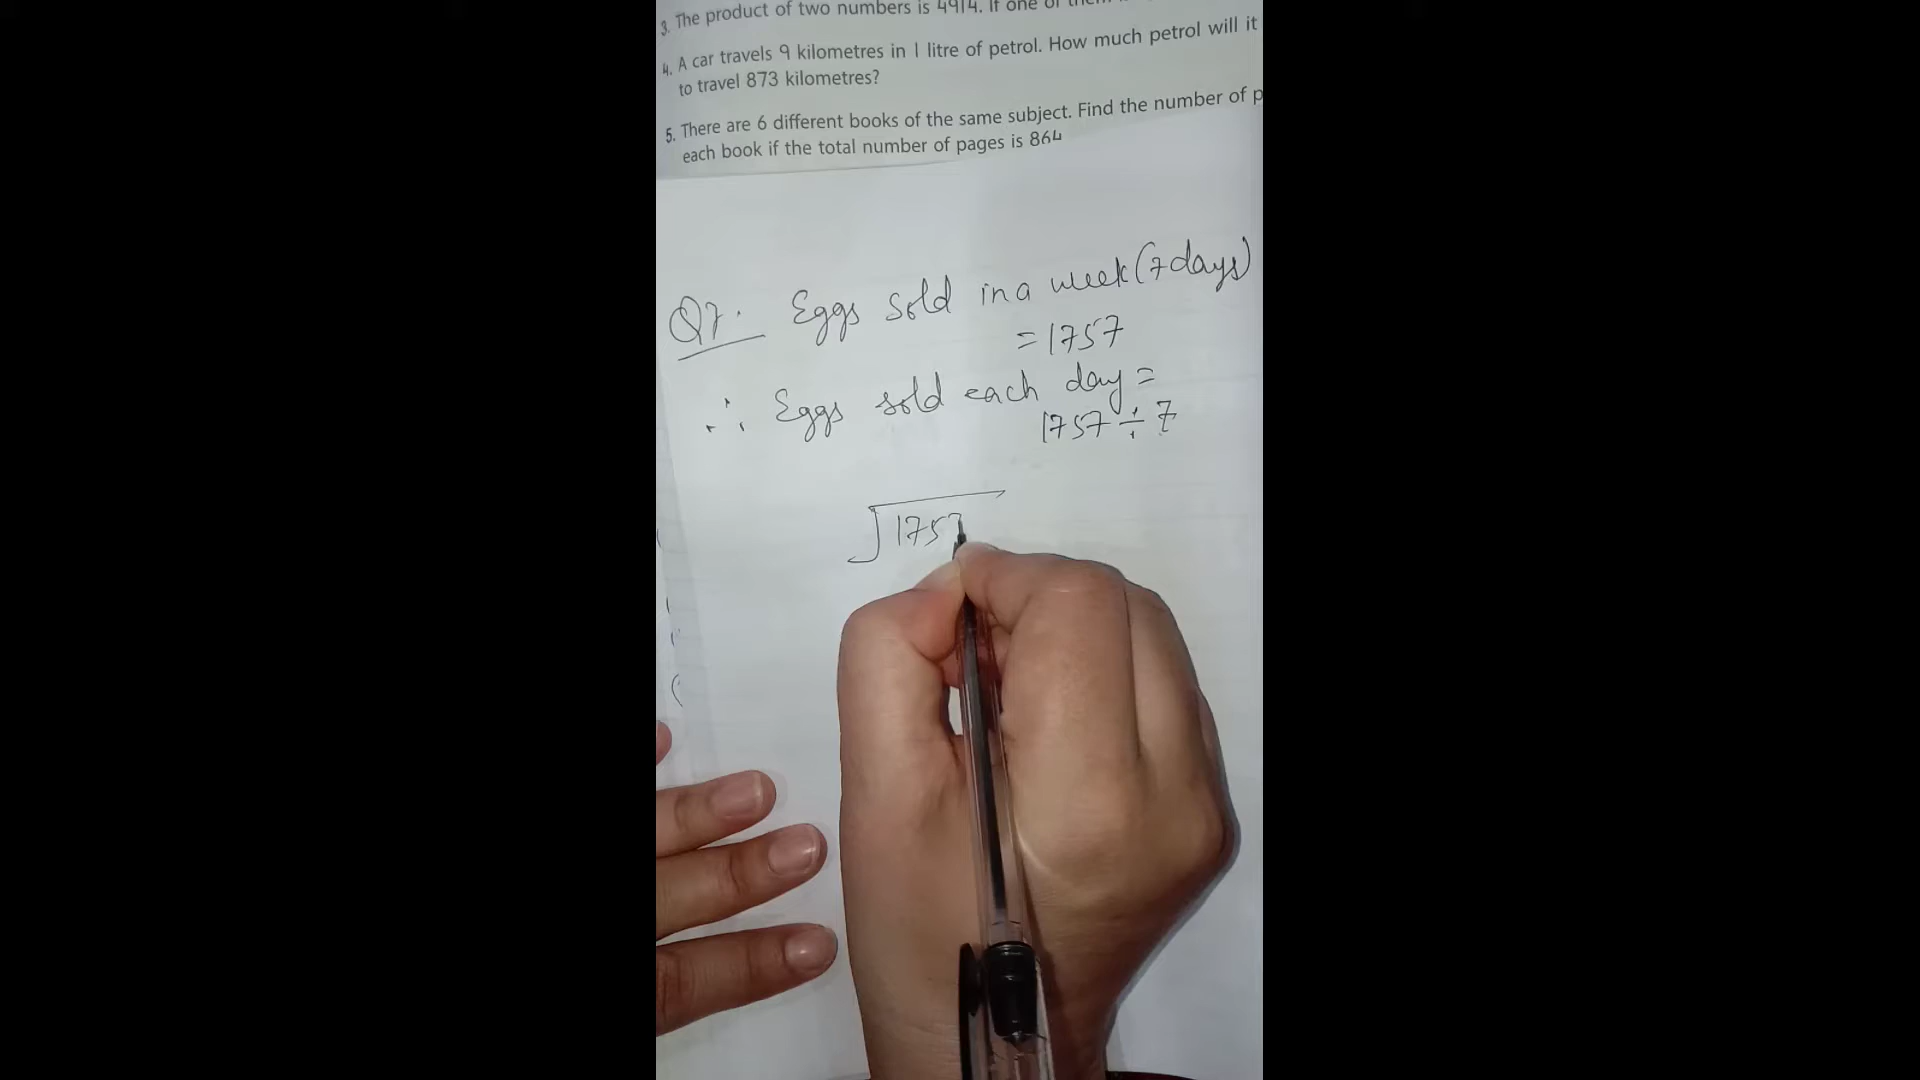 3. The product of two numbers is 4914. If one of
4. A car travels 9 kilometres in 1 litre of petrol. How much petrol will it
to travel 873 kilometres?
5. There are 6 different books of the same subject. Find the number of p
each book if the total number of pages is 864
Q7. Eggs sold in a week (7 days)
= 1757
∴ Eggs sold each day =
1757 ÷ 7
1757